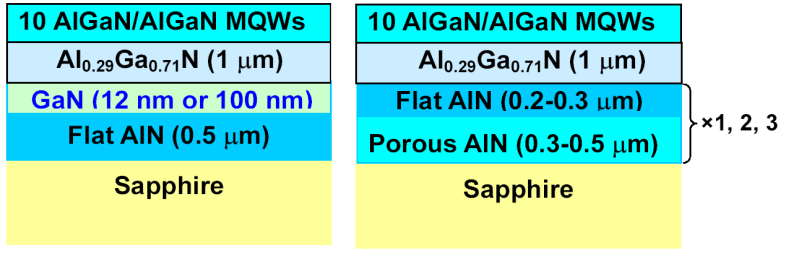 10 AlGaN/AlGaN MQWs
Al₀.₂₉Ga₀.₇₁N (1 μm)
GaN (12 nm or 100 nm)
Flat AlN (0.5 μm)
Sapphire
10 AlGaN/AlGaN MQWs
Al₀.₂₉Ga₀.₇₁N (1 μm)
Flat AlN (0.2-0.3 μm)
Porous AlN (0.3-0.5 μm)
×1, 2, 3
Sapphire